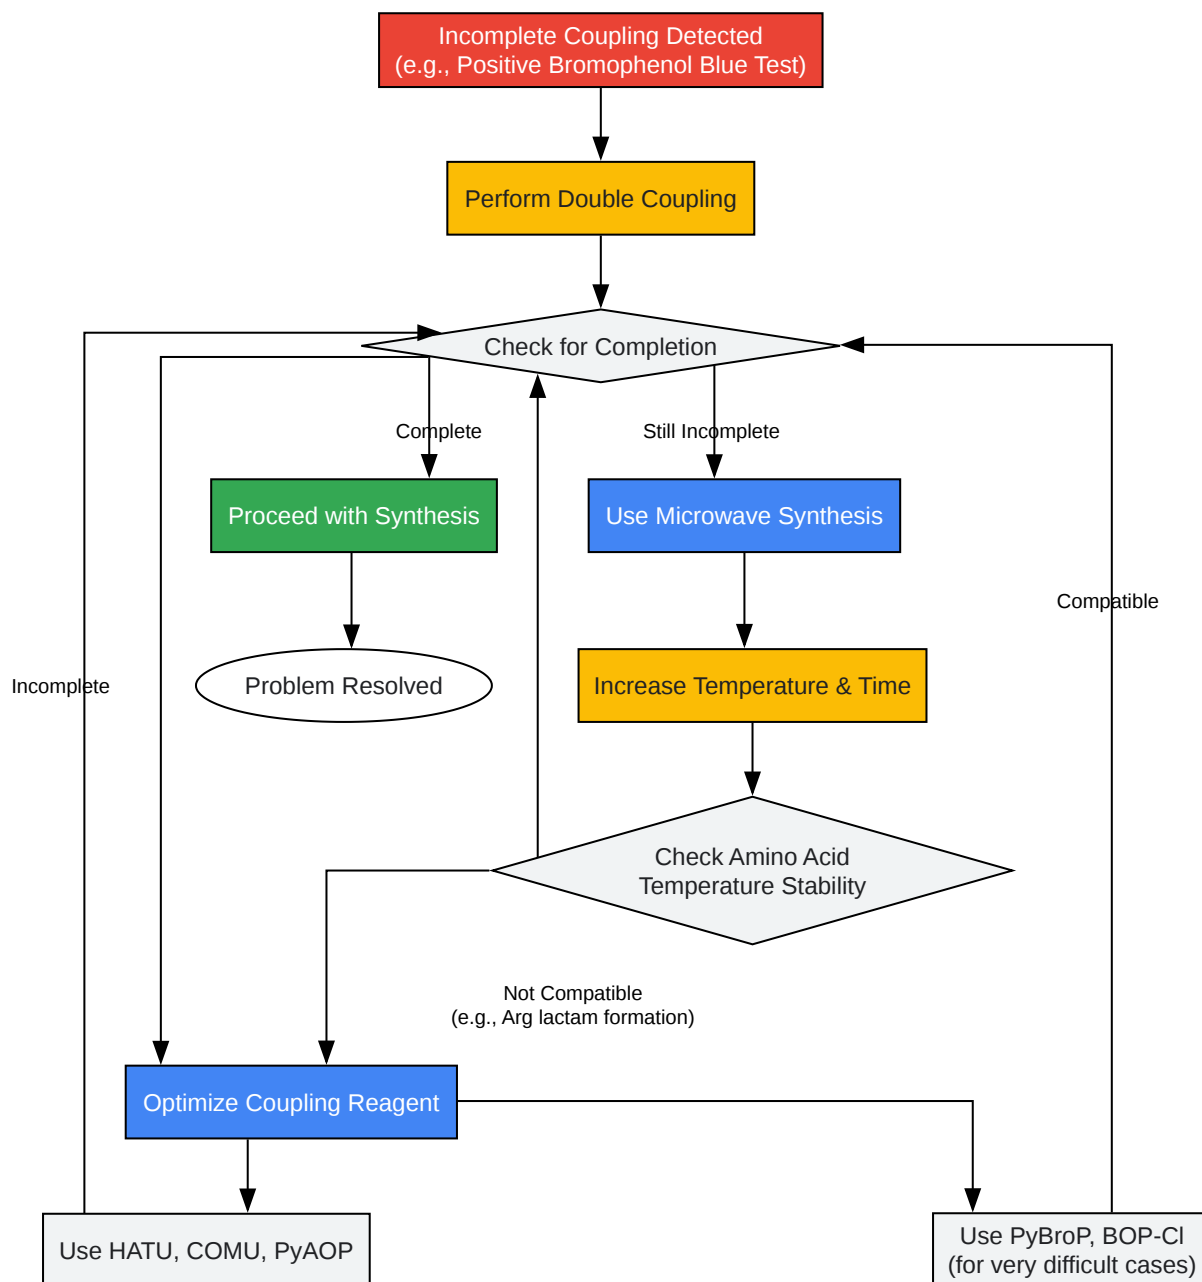 Incomplete Coupling Detected
(e.g., Positive Bromophenol Blue Test)
Perform Double Coupling
Check for Completion
Complete
Still Incomplete
Proceed with Synthesis
Use Microwave Synthesis
Compatible
Incomplete
Problem Resolved
Increase Temperature & Time
Check Amino Acid
Temperature Stability
Not Compatible
(e.g., Arg lactam formation)
Optimize Coupling Reagent
Use HATU, COMU, PyAOP
Use PyBroP, BOP-Cl
(for very difficult cases)